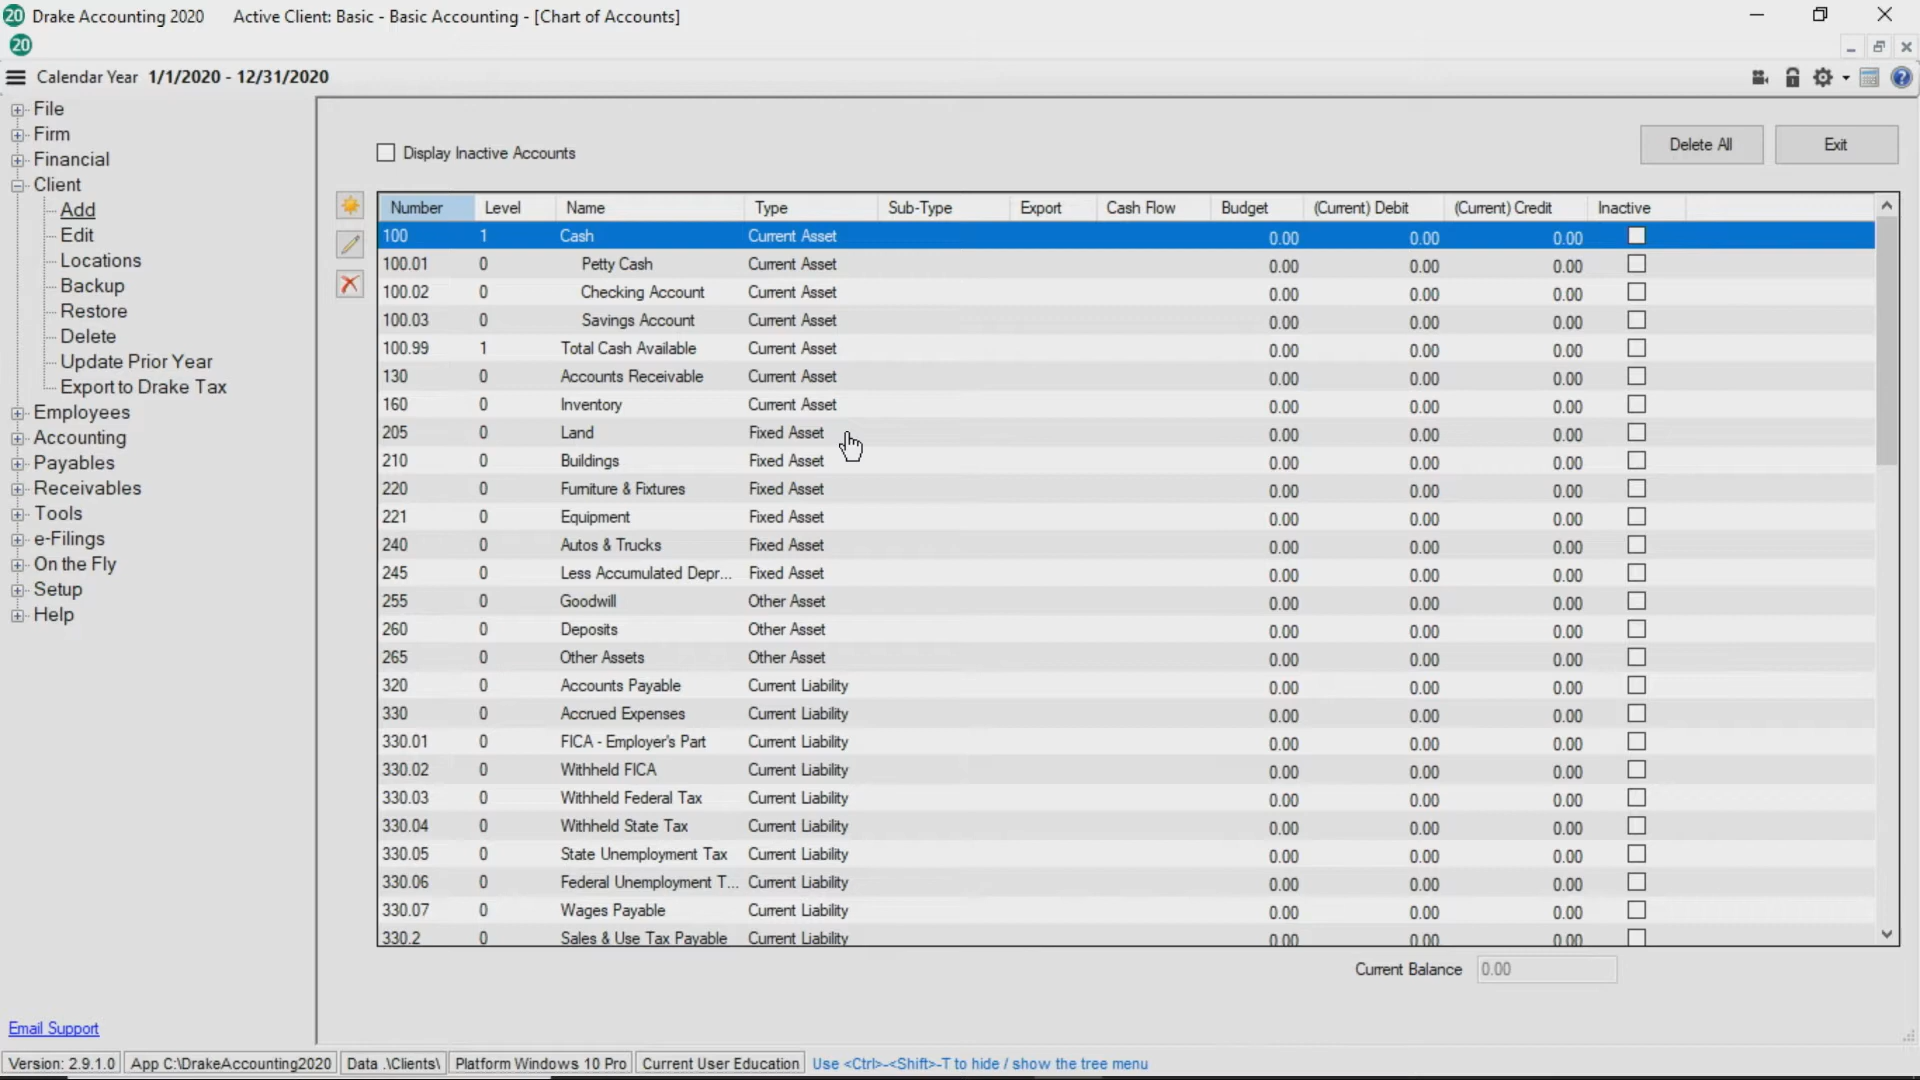 20 Drake Accounting 2020 Active Client: Basic - Basic Accounting - [Chart of Accounts]
20
Calendar Year 1/1/2020 - 12/31/2020
File
Firm
Financial
Client
Add
Edit
Locations
Backup
Restore
Delete
Update Prior Year
Export to Drake Tax
Employees
Accounting
Payables
Receivables
Tools
e-Filings
On the Fly
Setup
Help
Email Support
Display Inactive Accounts
Delete All Exit
Number Level Name Type Sub-Type Export Cash Flow Budget (Current) Debit (Current) Credit Inactive
100 1 Cash Current Asset 0.00 0.00 0.00
100.01 0 Petty Cash Current Asset 0.00 0.00 0.00
100.02 0 Checking Account Current Asset 0.00 0.00 0.00
100.03 0 Savings Account Current Asset 0.00 0.00 0.00
100.99 1 Total Cash Available Current Asset 0.00 0.00 0.00
130 0 Accounts Receivable Current Asset 0.00 0.00 0.00
160 0 Inventory Current Asset 0.00 0.00 0.00
205 0 Land Fixed Asset 0.00 0.00 0.00
210 0 Buildings Fixed Asset 0.00 0.00 0.00
220 0 Furniture & Fixtures Fixed Asset 0.00 0.00 0.00
221 0 Equipment Fixed Asset 0.00 0.00 0.00
240 0 Autos & Trucks Fixed Asset 0.00 0.00 0.00
245 0 Less Accumulated Depr... Fixed Asset 0.00 0.00 0.00
255 0 Goodwill Other Asset 0.00 0.00 0.00
260 0 Deposits Other Asset 0.00 0.00 0.00
265 0 Other Assets Other Asset 0.00 0.00 0.00
320 0 Accounts Payable Current Liability 0.00 0.00 0.00
330 0 Accrued Expenses Current Liability 0.00 0.00 0.00
330.01 0 FICA - Employer's Part Current Liability 0.00 0.00 0.00
330.02 0 Withheld FICA Current Liability 0.00 0.00 0.00
330.03 0 Withheld Federal Tax Current Liability 0.00 0.00 0.00
330.04 0 Withheld State Tax Current Liability 0.00 0.00 0.00
330.05 0 State Unemployment Tax Current Liability 0.00 0.00 0.00
330.06 0 Federal Unemployment T... Current Liability 0.00 0.00 0.00
330.07 0 Wages Payable Current Liability 0.00 0.00 0.00
330.2 0 Sales & Use Tax Payable Current Liability 0.00 0.00 0.00
Current Balance 0.00
Version: 2.9.1.0 App C:\DrakeAccounting2020 Data .\Clients\ Platform Windows 10 Pro Current User Education Use <Ctrl>-<Shift>-T to hide / show the tree menu